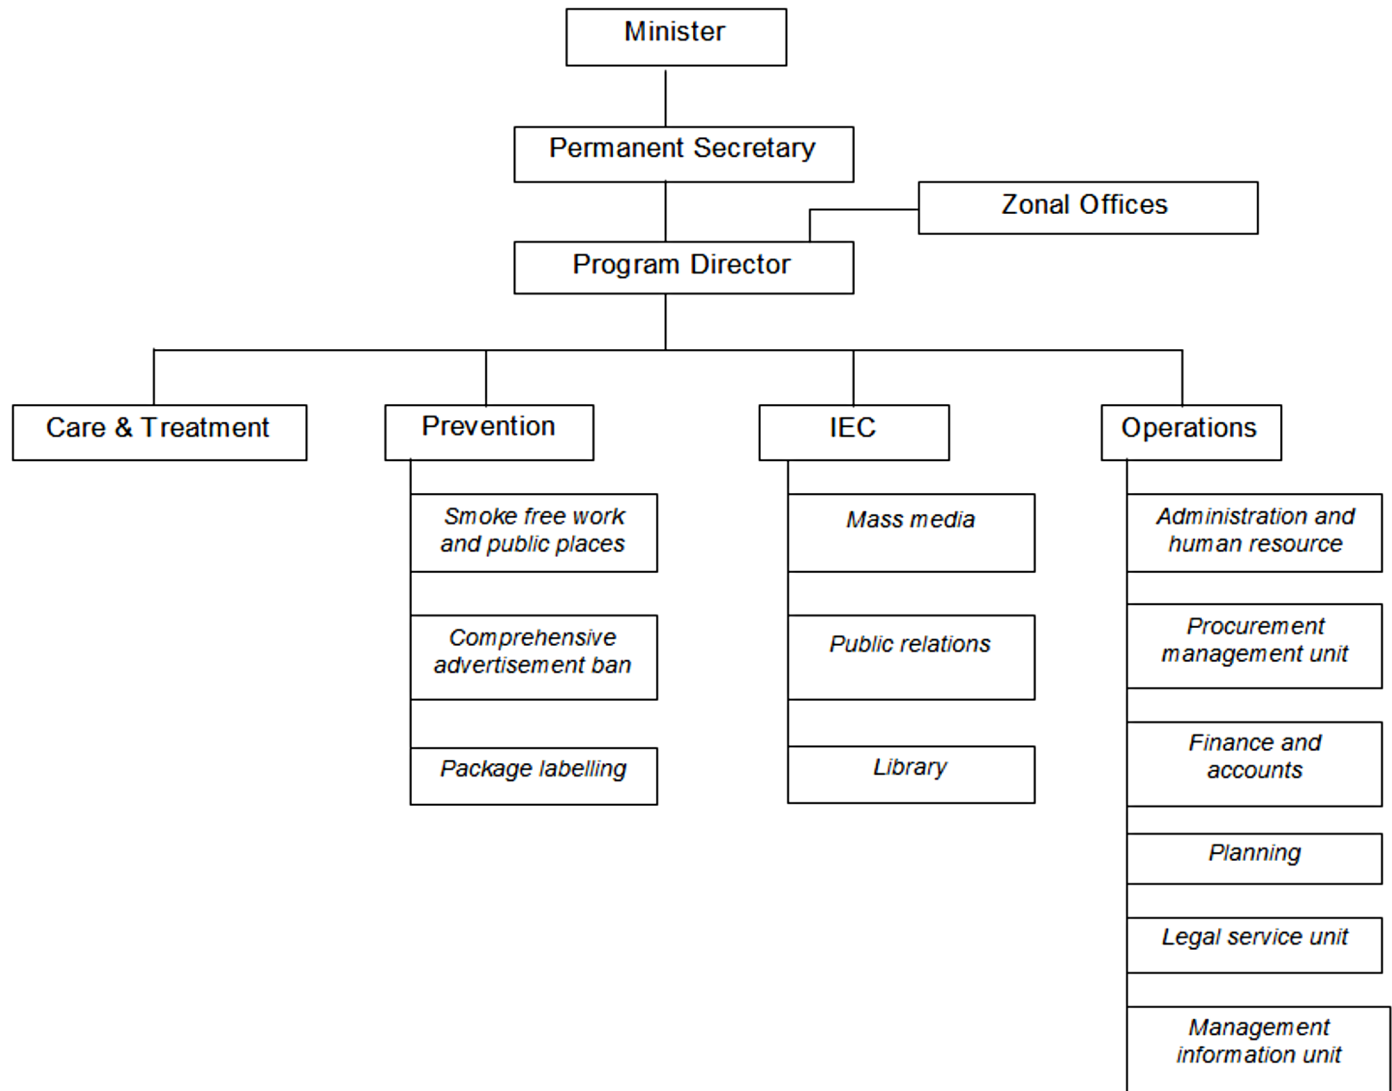 Minister
Permanent Secretary
Zonal Offices
Program Director
Care & Treatment
Prevention
IEC
Operations
Smoke free work
and public places
Comprehensive
advertisement ban
Package labelling
Mass media
Public relations
Library
Administration and
human resource
Procurement
management unit
Finance and
accounts
Planning
Legal service unit
Management
information unit